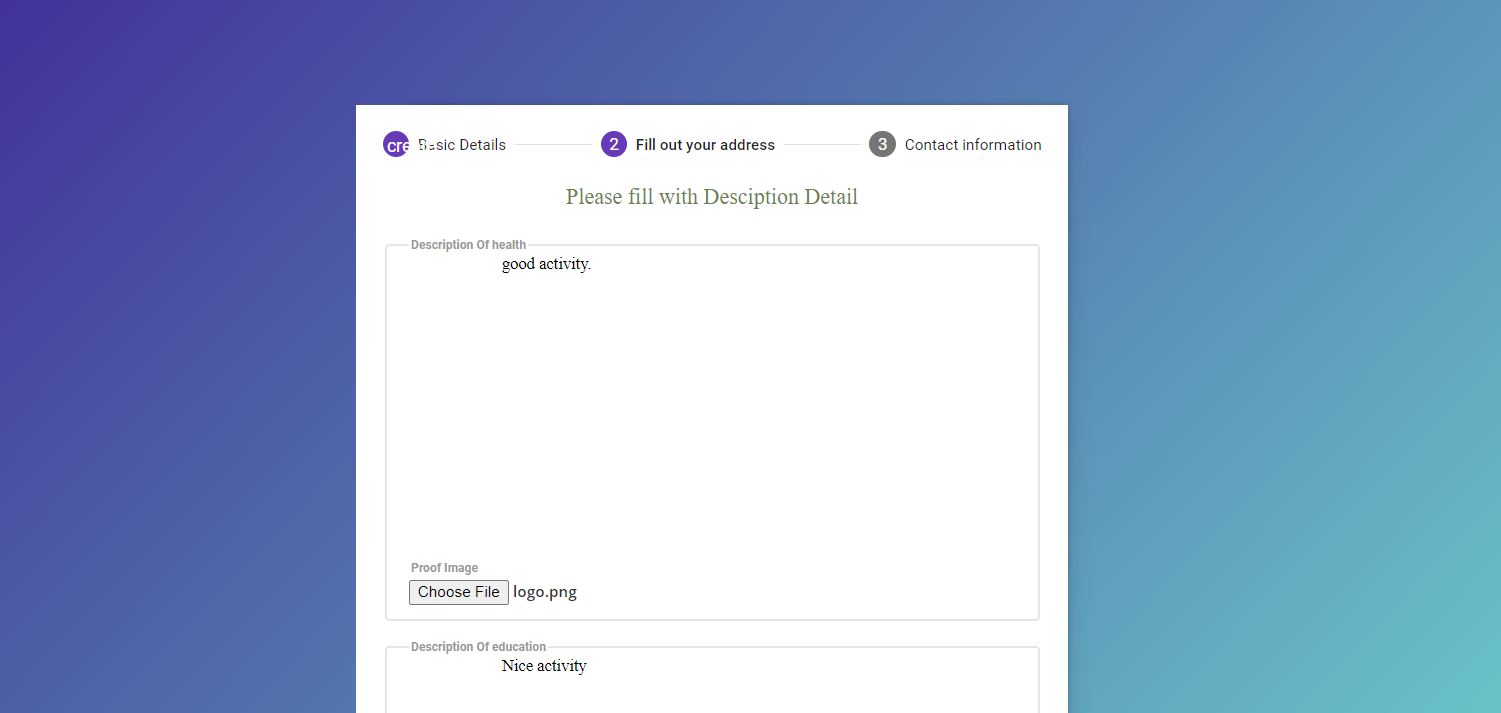 cre Basic Details 2 Fill out your address 3 Contact information
Please fill with Desciption Detail
Description Of health
good activity.
Proof Image
Choose File logo.png
Description Of education
Nice activity